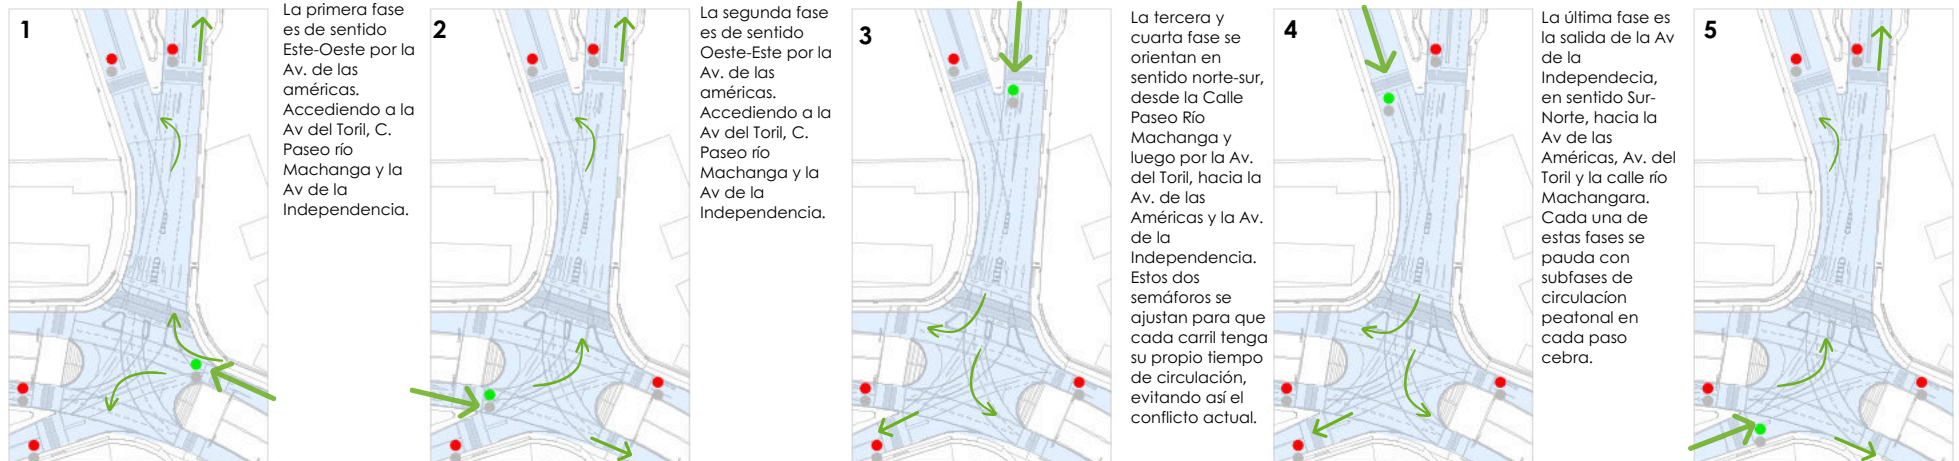 1
La primera fase
es de sentido
Este-Oeste por la
Av. de las
américas.
Accediendo a la
Av del Toril, C.
Paseo río
Machanga y la
Av de la
Independencia.
2
La segunda fase
es de sentido
Oeste-Este por la
Av. de las
américas.
Accediendo a la
Av del Toril, C.
Paseo río
Machanga y la
Av de la
Independencia.
3
La tercera y
cuarta fase se
orientan en
sentido norte-sur,
desde la Calle
Paseo Río
Machanga y
luego por la Av.
del Toril, hacia la
Av. de las
Américas y la Av.
de la
Independencia.
Estos dos
semáforos se
ajustan para que
cada carril tenga
su propio tiempo
de circulación,
evitando así el
conflicto actual.
4
La última fase es
la salida de la Av
de la
Independecia,
en sentido Sur-
Norte, hacia la
Av de las
Américas, Av. del
Toril y la calle río
Machangara.
Cada una de
estas fases se
pauda con
subfases de
circulacíon
peatonal en
cada paso
cebra.
5